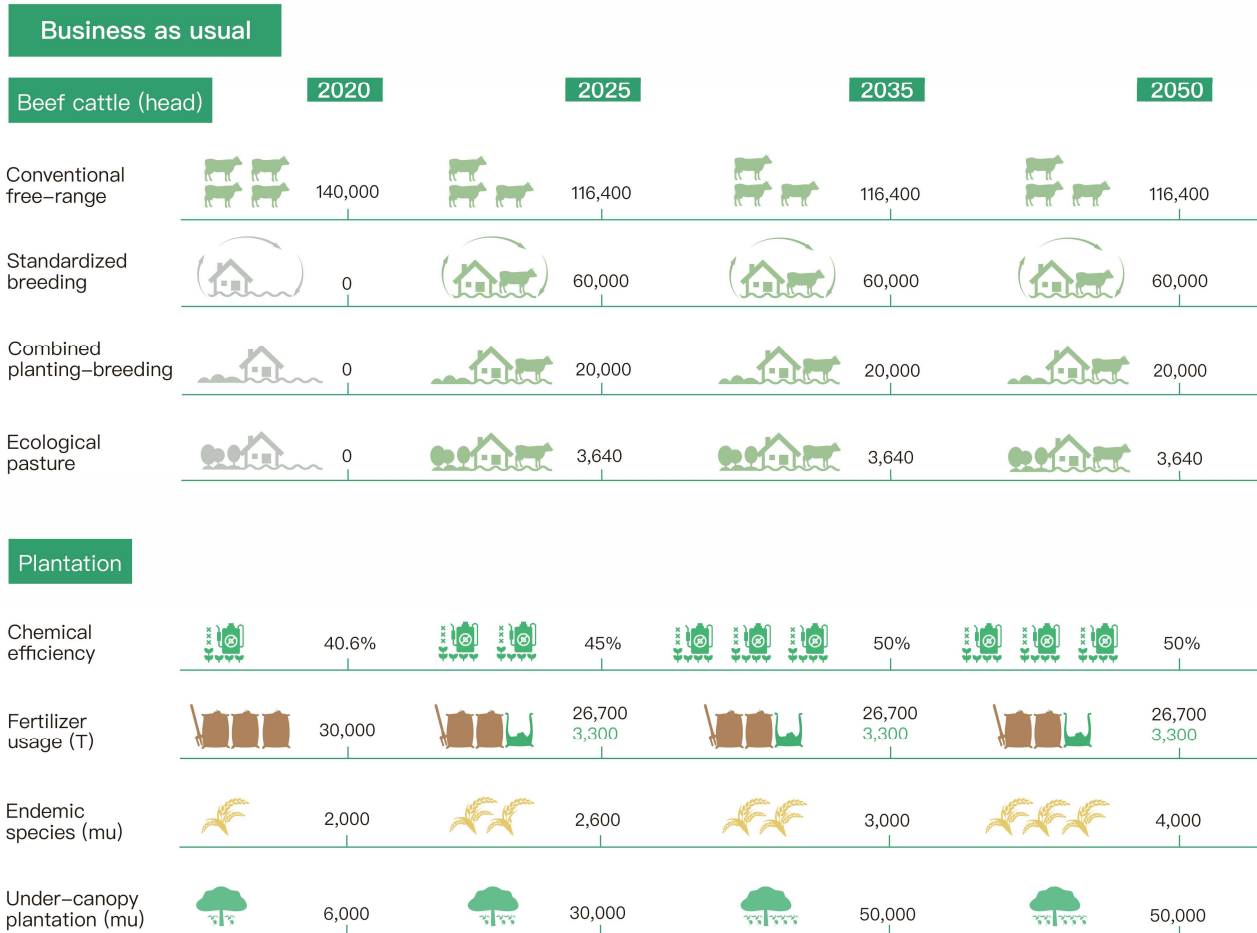 Business as usual
Beef cattle (head)
2020
2025
2035
2050
Conventional
free–range
140,000
116,400
116,400
116,400
Standardized
breeding
0
60,000
60,000
60,000
Combined
planting–breeding
0
20,000
20,000
20,000
Ecological
pasture
0
3,640
3,640
3,640
Plantation
Chemical
efficiency
40.6%
45%
50%
50%
Fertilizer
usage (T)
30,000
26,700
3,300
26,700
3,300
26,700
3,300
Endemic
species (mu)
2,000
2,600
3,000
4,000
Under–canopy
plantation (mu)
6,000
30,000
50,000
50,000